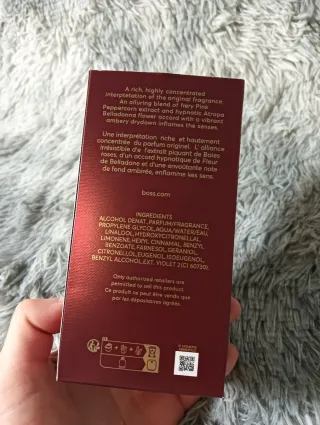 A rich, highly concentrated
interpretation of the original fragrance.
An alluring blend of fiery Pink
Peppercorn extract and hypnotic Atropa
Belladonna flower accord with a vibrant
ambery drydown inflames the senses.
Une interprétation riche et hautement
concentrée du parfum originel. L'alliance
irrésistible d'e l'extrait piquant de Baies
roses, d'un accord hypnotique de Fleur
de Belladone et d'une envoûtante note
de fond ambrée, enflamme les sens.
boss.com
INGREDIENTS
ALCOHOL DENAT., PARFUM/FRAGRANCE,
PROPYLENE GLYCOL, AQUA/WATER/EAU,
LINALOOL, HYDROXYCITRONELLAL,
LIMONENE, HEXYL CINNAMAL, BENZYL
BENZOATE, FARNESOL, GERANIOL,
CITRONELLOL, EUGENOL, ISOEUGENOL,
BENZYL ALCOHOL, EXT. VIOLET 2(CI 60730).
Only authorized retailers are
permitted to sell this product.
Ce produit ne peut être vendu que
par les dépositaires agréés.